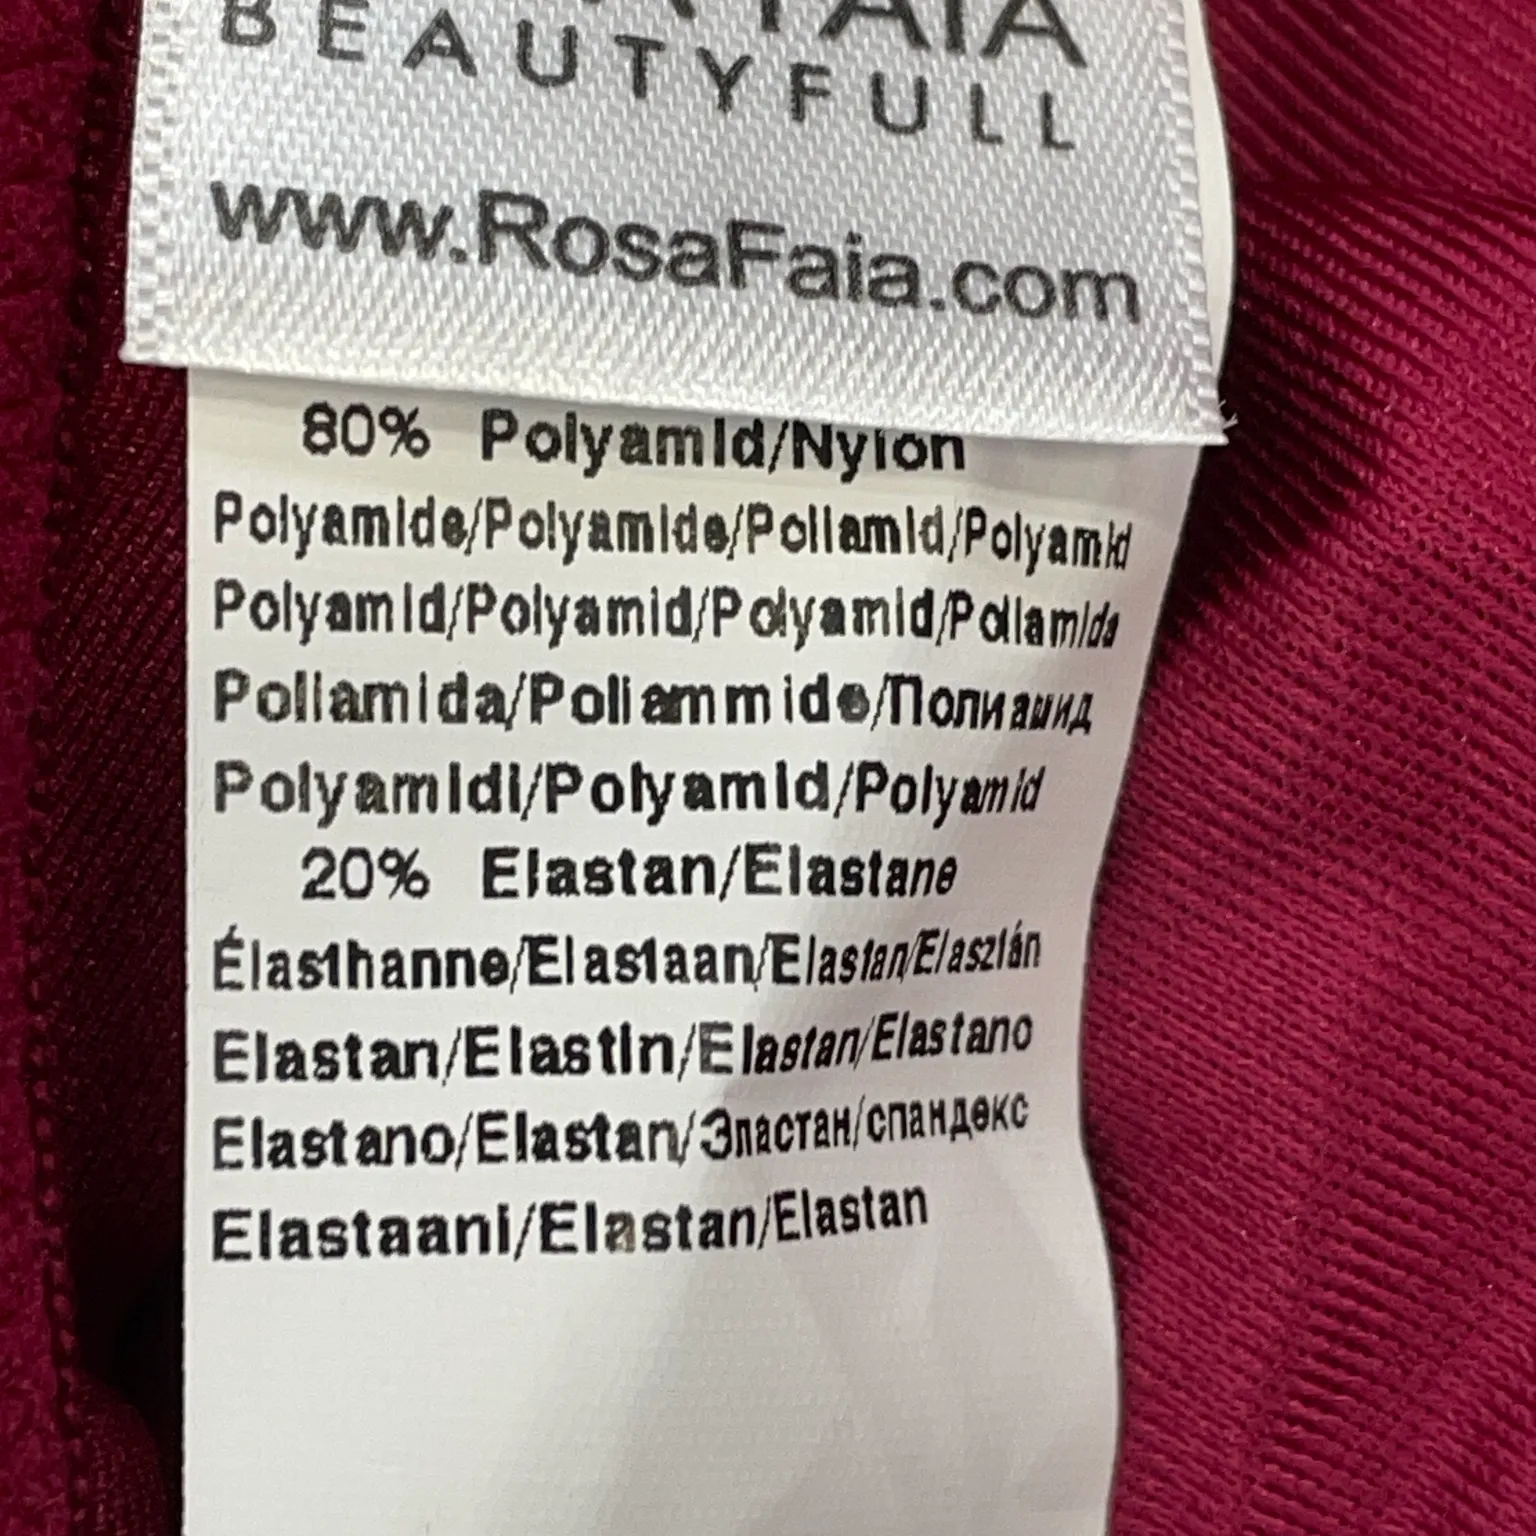 FAIA
BEAUTYFULL
www.RosaFaia.com
80% Polyamid/Nylon
Polyamide/Polyamide/Poliamid/Polyamid
Polyamid/Polyamid/Polyamid/Poliamida
Poliamida/Poliammide/Полиамид
Polyamidi/Polyamid/Polyamid
20% Elastan/Elastane
Élasthanne/Elastaan/Elastan/Elasztán
Elastan/Elastin/Elastan/Elastano
Elastano/Elastan/Эластан/спандекс
Elastaani/Elastan/Elastan